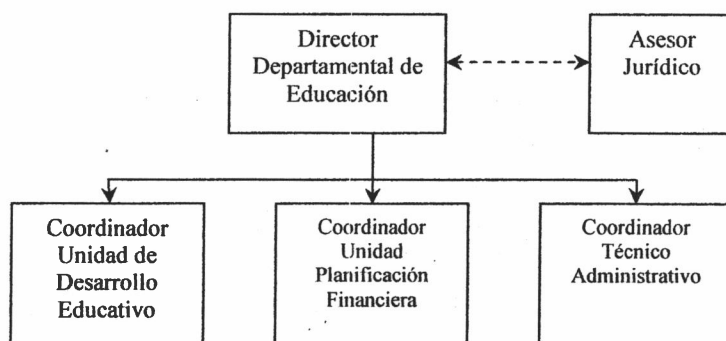 Director
Departamental de
Educación
Asesor
Jurídico
Coordinador
Unidad de
Desarrollo
Educativo
Coordinador
Unidad
Planificación
Financiera
Coordinador
Técnico
Administrativo